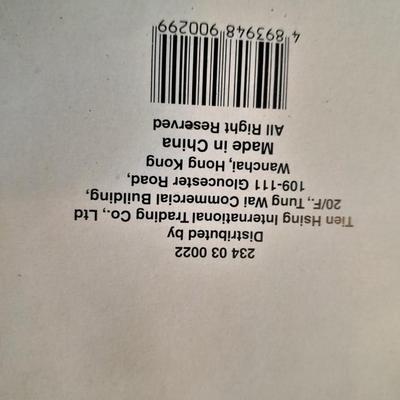 234 03 0022
Distributed by
Tien Hsing International Trading Co., Ltd
20/F., Tung Wai Commercial Building,
109-111 Gloucester Road,
Wanchai, Hong Kong
Made in China
All Right Reserved
4 893948 900299